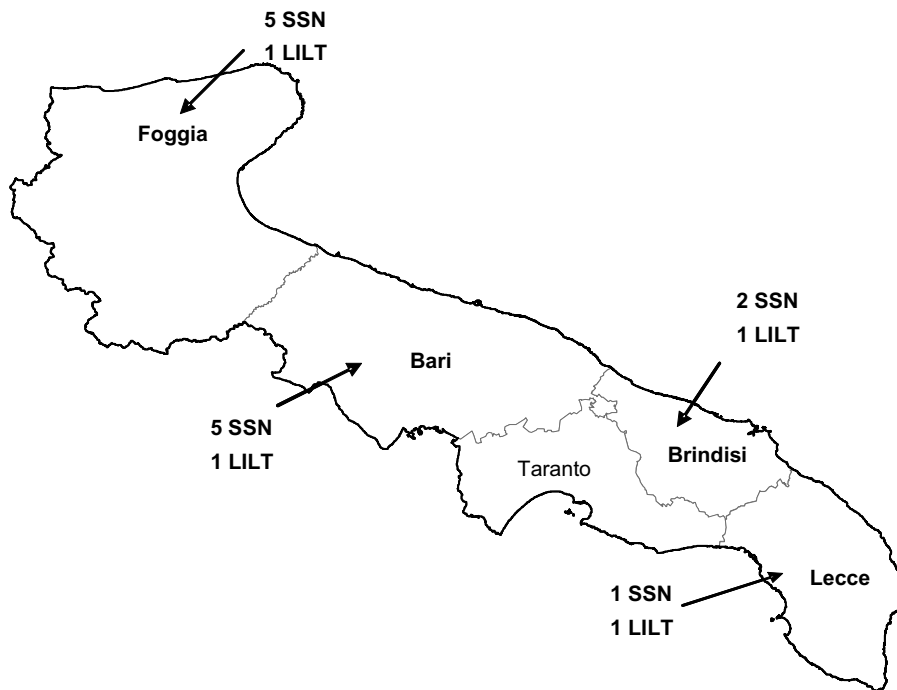 5 SSN
1 LILT
Foggia
2 SSN
1 LILT
Bari
5 SSN
1 LILT
Brindisi
Taranto
Lecce
1 SSN
1 LILT